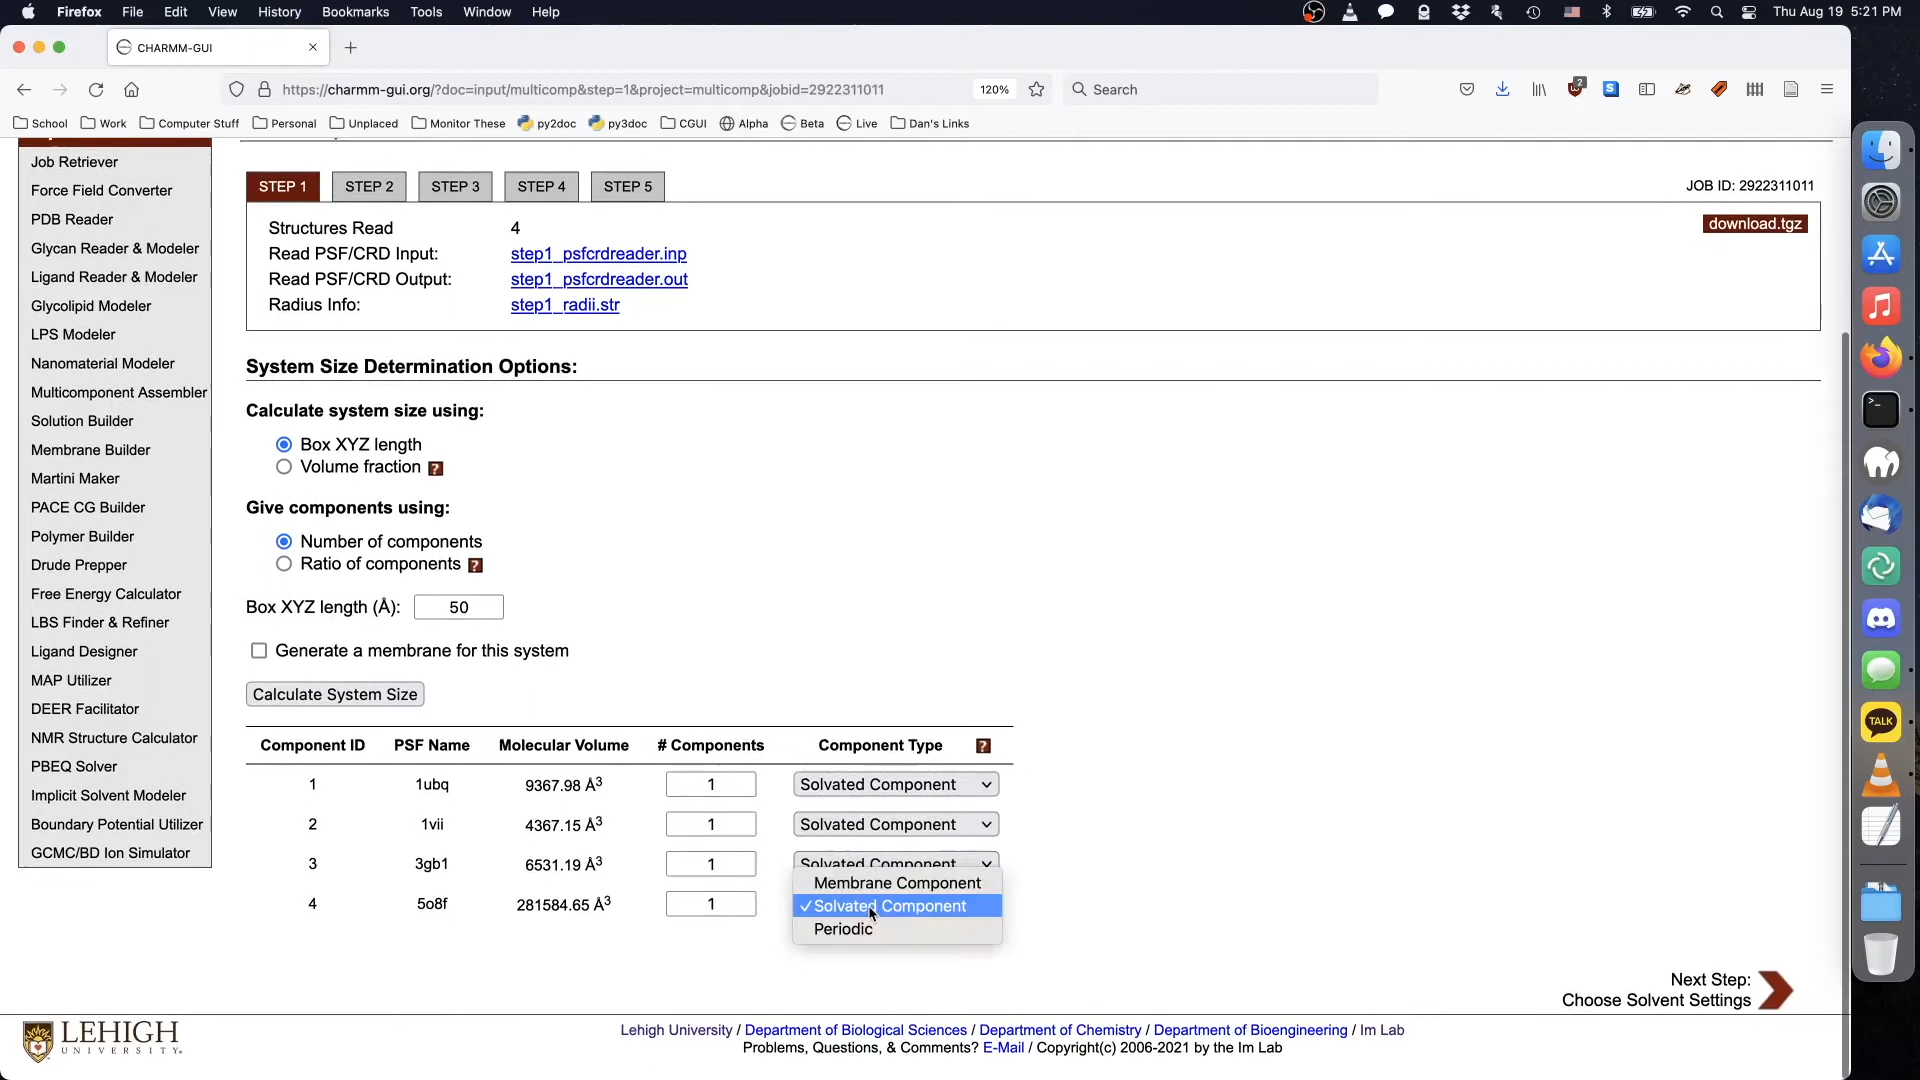 Firefox File Edit View History Bookmarks Tools Window Help Thu Aug 19 5:21 PM
CHARMM-GUI
https://charmm-gui.org/?doc=input/multicomp&step=1&project=multicomp&jobid=2922311011 120% Search 2
School Work Computer Stuff Personal Unplaced Monitor These py2doc py3doc CGUI Alpha Beta Live Dan's Links
Job Retriever
Force Field Converter
PDB Reader
Glycan Reader & Modeler
Ligand Reader & Modeler
Glycolipid Modeler
LPS Modeler
Nanomaterial Modeler
Multicomponent Assembler
Solution Builder
Membrane Builder
Martini Maker
PACE CG Builder
Polymer Builder
Drude Prepper
Free Energy Calculator
LBS Finder & Refiner
Ligand Designer
MAP Utilizer
DEER Facilitator
NMR Structure Calculator
PBEQ Solver
Implicit Solvent Modeler
Boundary Potential Utilizer
GCMC/BD Ion Simulator
STEP 1 STEP 2 STEP 3 STEP 4 STEP 5 JOB ID: 2922311011
Structures Read 4 download.tgz
Read PSF/CRD Input: step1_psfcrdreader.inp
Read PSF/CRD Output: step1_psfcrdreader.out
Radius Info: step1_radii.str
System Size Determination Options:
Calculate system size using:
Box XYZ length
Volume fraction ?
Give components using:
Number of components
Ratio of components ?
Box XYZ length (Å): 50
Generate a membrane for this system
Calculate System Size
Component ID PSF Name Molecular Volume # Components Component Type ?
1 1ubq 9367.98 Å3 1 Solvated Component
2 1vii 4367.15 Å3 1 Solvated Component
3 3gb1 6531.19 Å3 1 Solvated Component
4 5o8f 281584.65 Å3 1
Membrane Component
✓Solvated Component
Periodic
Next Step:
Choose Solvent Settings
LEHIGH
UNIVERSITY
Lehigh University / Department of Biological Sciences / Department of Chemistry / Department of Bioengineering / Im Lab
Problems, Questions, & Comments? E-Mail / Copyright(c) 2006-2021 by the Im Lab
TALK